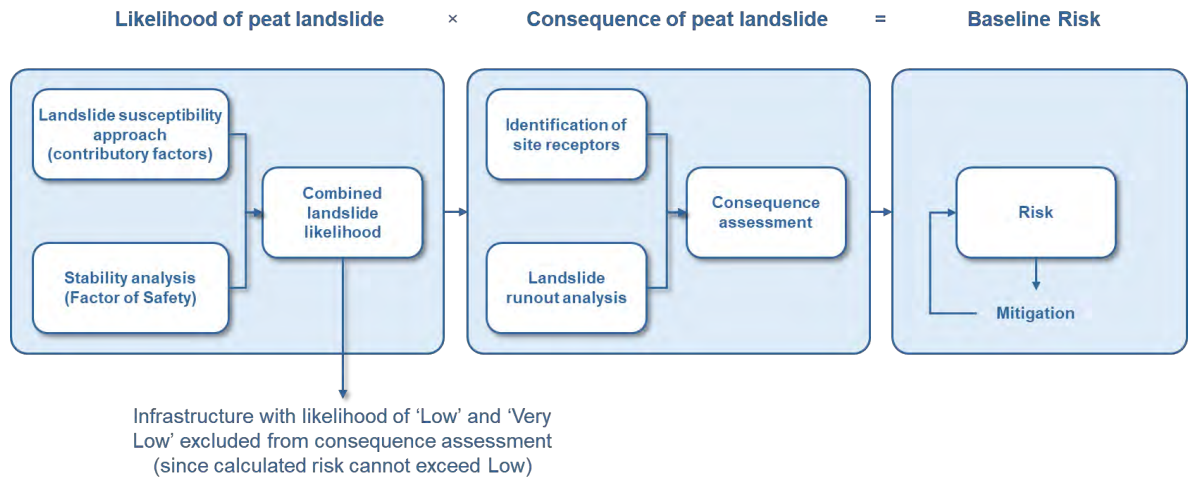 Likelihood of peat landslide × Consequence of peat landslide = Baseline Risk
Landslide susceptibility
approach
(contributory factors)
Stability analysis
(Factor of Safety)
Combined
landslide
likelihood
Identification of
site receptors
Landslide
runout analysis
Consequence
assessment
Risk
Mitigation
Infrastructure with likelihood of ‘Low’ and ‘Very
Low’ excluded from consequence assessment
(since calculated risk cannot exceed Low)